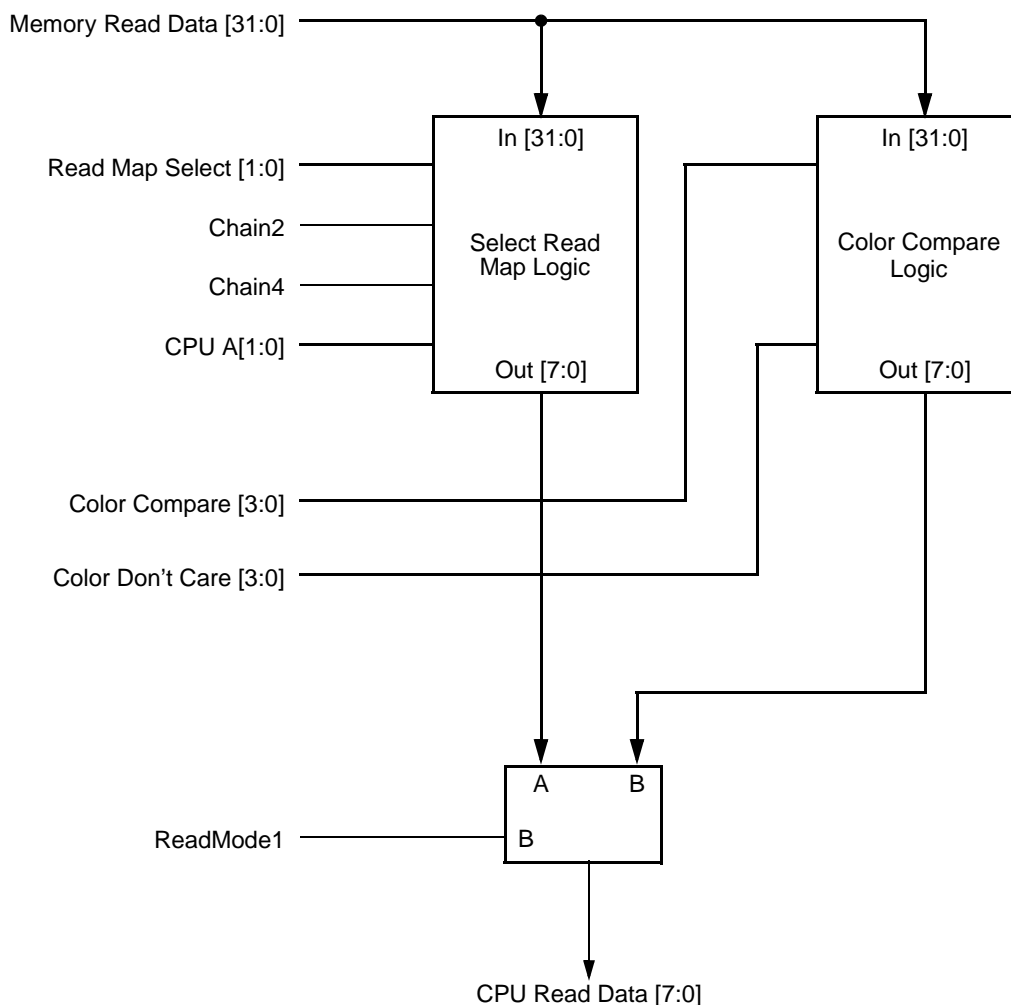 Memory Read Data [31:0]
In [31:0]
In [31:0]
Read Map Select [1:0]
Chain2
Select Read
Map Logic
Color Compare
Logic
Chain4
CPU A[1:0]
Out [7:0]
Out [7:0]
Color Compare [3:0]
Color Don't Care [3:0]
A
B
ReadMode1
B
CPU Read Data [7:0]